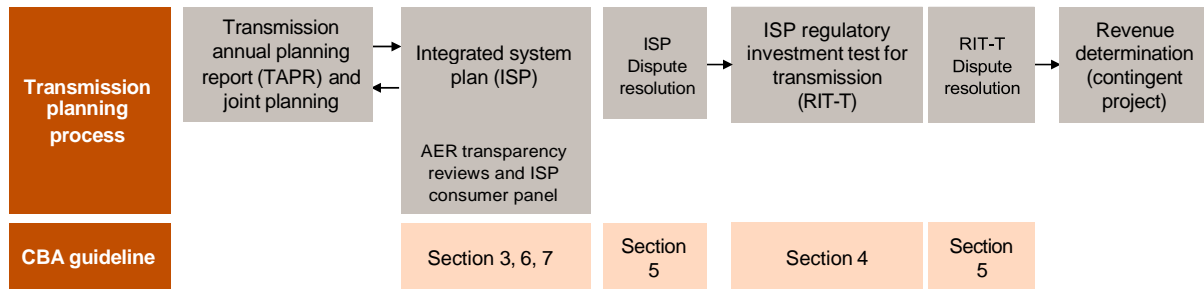 Transmission
planning
process
Transmission
annual planning
report (TAPR) and
joint planning
Integrated system
plan (ISP)
AER transparency
reviews and ISP
consumer panel
ISP
Dispute
resolution
ISP regulatory
investment test for
transmission
(RIT-T)
RIT-T
Dispute
resolution
Revenue
determination
(contingent
project)
CBA guideline
Section 3, 6, 7
Section
5
Section 4
Section
5